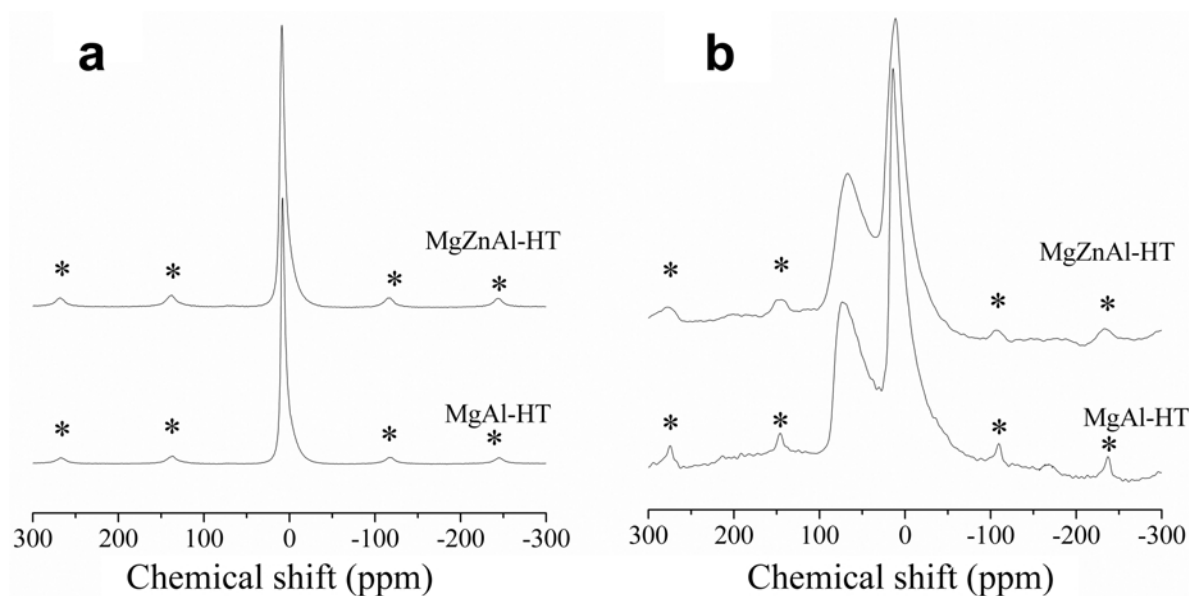 a
MgZnAl-HT
* * * *
MgAl-HT
* * * *
300 200 100 0 -100 -200 -300
Chemical shift (ppm)
b
MgZnAl-HT
* * * *
MgAl-HT
* * * *
300 200 100 0 -100 -200 -300
Chemical shift (ppm)